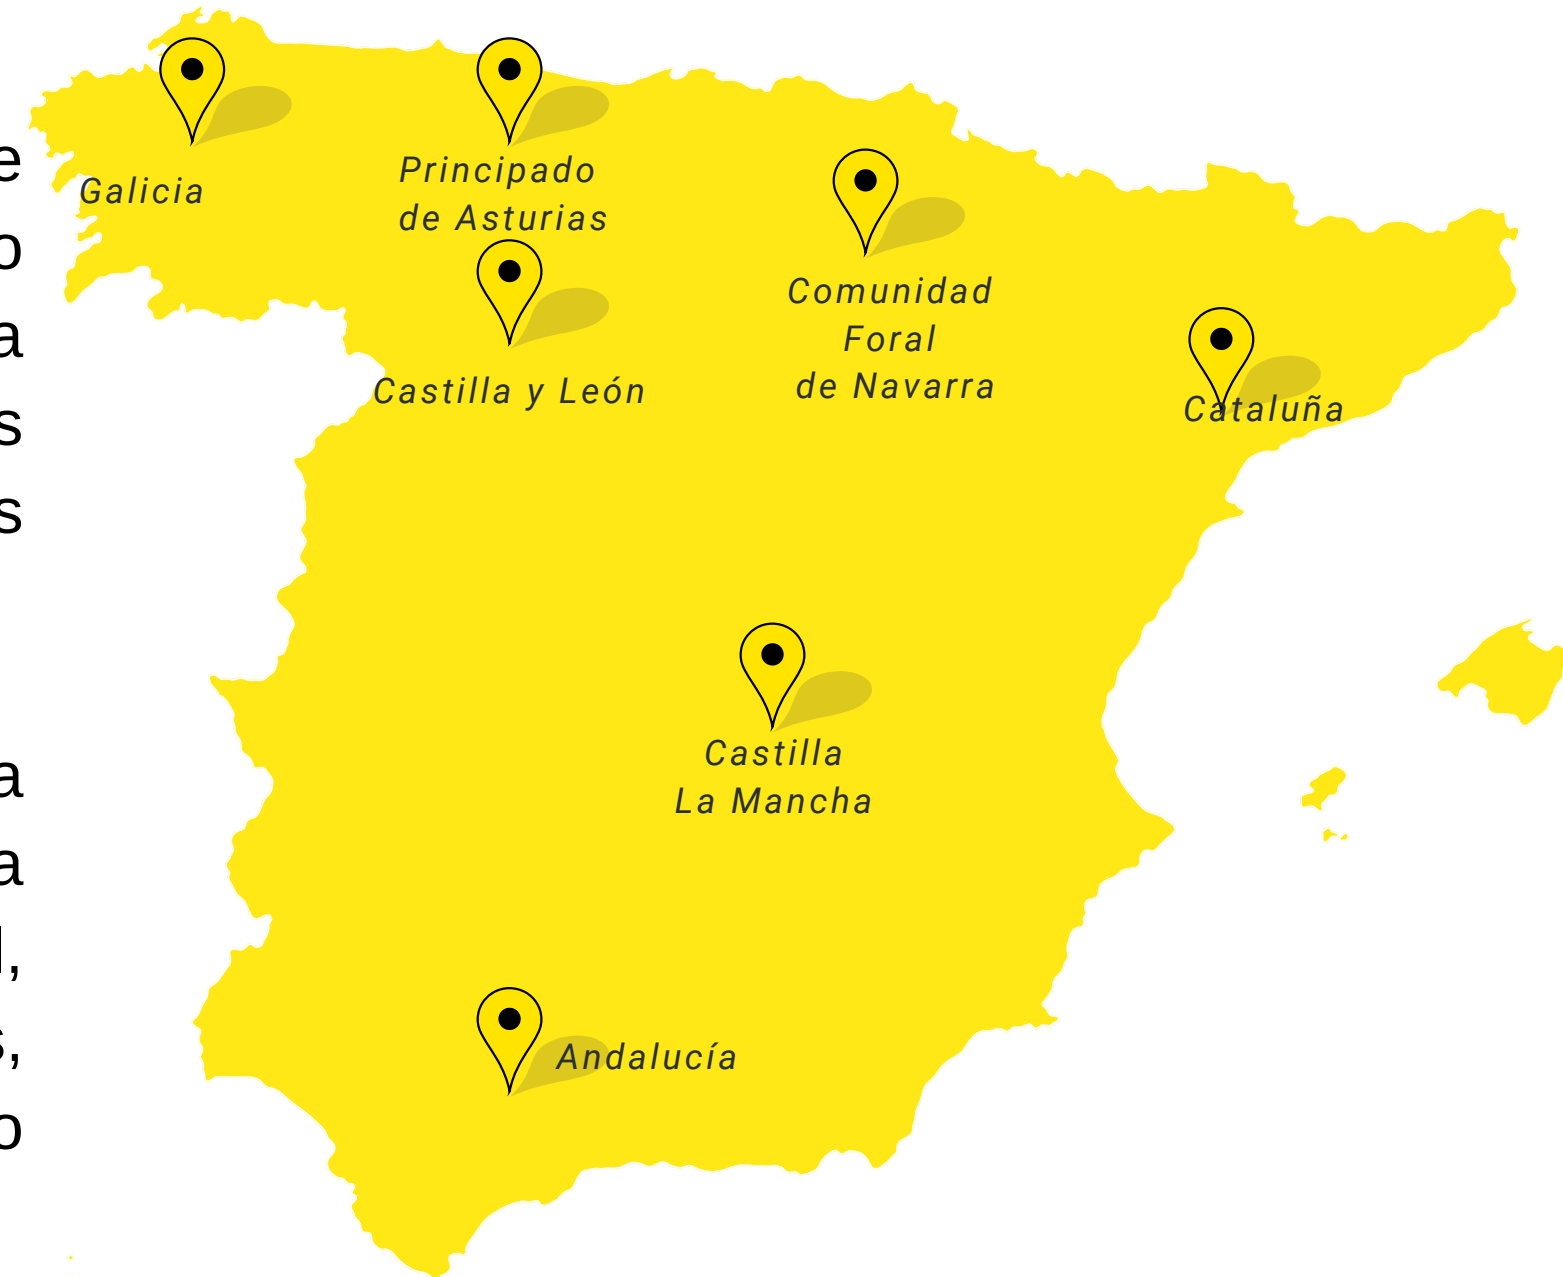 e
o
a
s
s
a
a
l,
s,
o
Galicia
Principado
de Asturias
Castilla y León
Comunidad
Foral
de Navarra
Cataluña
Castilla
La Mancha
Andalucía